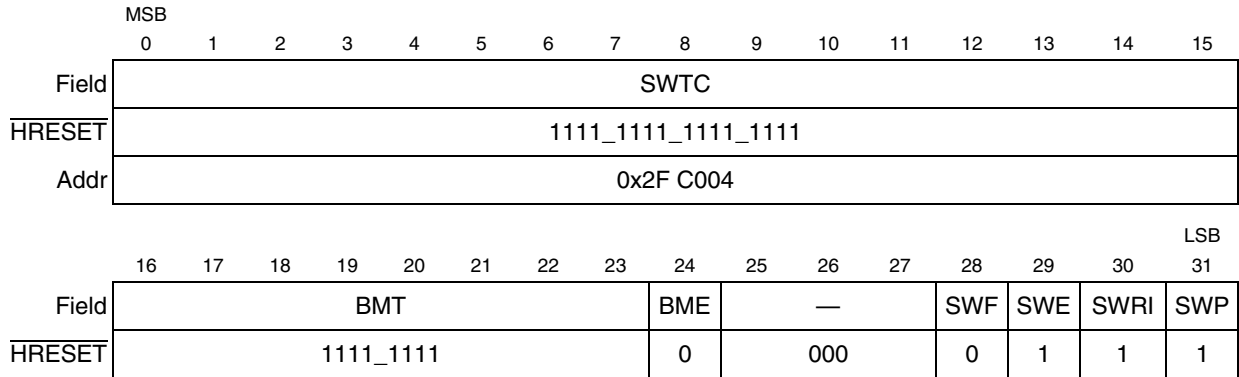 MSB
0 1 2 3 4 5 6 7 8 9 10 11 12 13 14 15
Field SWTC
HRESET 1111_1111_1111_1111
Addr 0x2F C004
LSB
16 17 18 19 20 21 22 23 24 25 26 27 28 29 30 31
Field BMT BME — SWF SWE SWRI SWP
HRESET 1111_1111 0 000 0 1 1 1